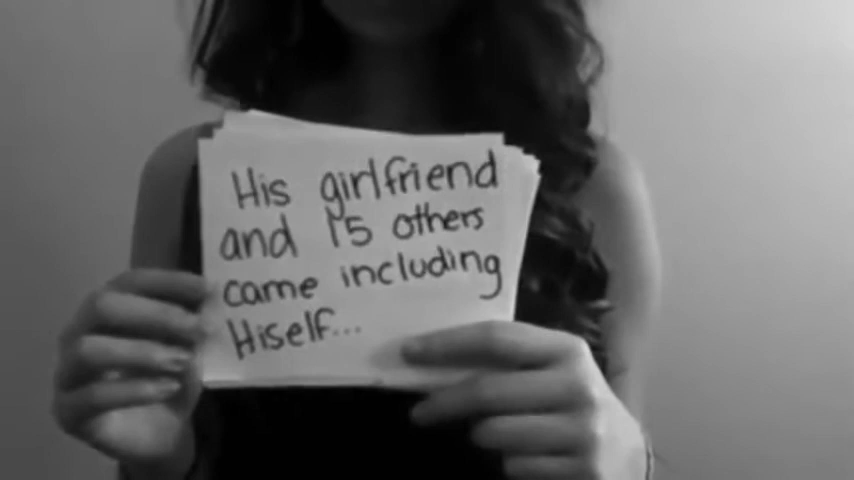 His girlfriend
and 15 others
came including
Hiself...